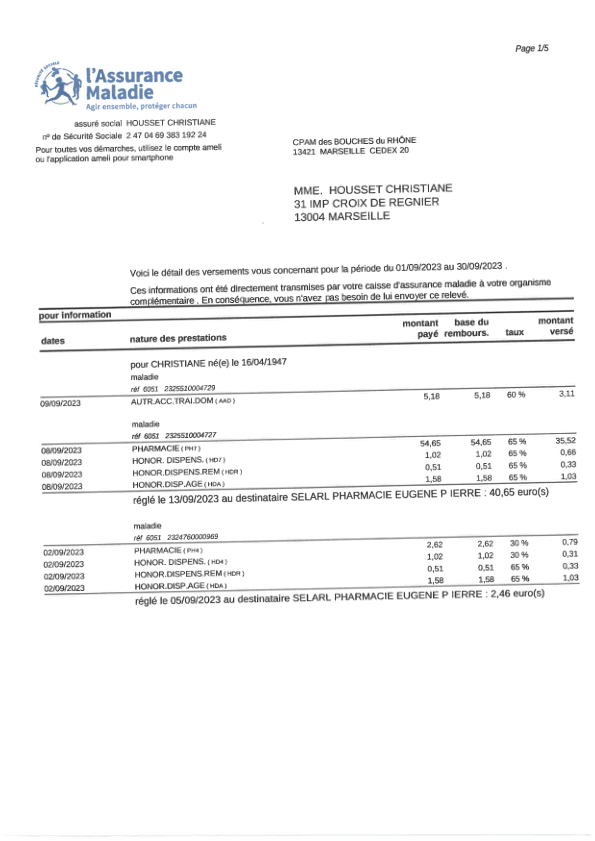 Page 1/5
SÉCURITÉ SOCIALE
l'Assurance
Maladie
Agir ensemble, protéger chacun
assuré social HOUSSET CHRISTIANE
nº de Sécurité Sociale 2 47 04 69 383 192 24
Pour toutes vos démarches, utilisez le compte ameli
ou l'application ameli pour smartphone
CPAM des BOUCHES du RHÔNE
13421 MARSEILLE CEDEX 20
MME. HOUSSET CHRISTIANE
31 IMP CROIX DE REGNIER
13004 MARSEILLE
Voici le détail des versements vous concernant pour la période du 01/09/2023 au 30/09/2023 .
Ces informations ont été directement transmises par votre caisse d'assurance maladie à votre organisme
complémentaire . En conséquence, vous n'avez pas besoin de lui envoyer ce relevé.
pour information
dates nature des prestations montant payé base du rembours. taux montant versé
pour CHRISTIANE né(e) le 16/04/1947
maladie
réf 6051 2325510004729
09/09/2023 AUTR.ACC.TRAI.DOM ( AAD ) 5,18 5,18 60 % 3,11
maladie
réf 6051 2325510004727
08/09/2023 PHARMACIE ( PH7 ) 54,65 54,65 65 % 35,52
08/09/2023 HONOR. DISPENS. ( HD7 ) 1,02 1,02 65 % 0,66
08/09/2023 HONOR.DISPENS.REM ( HDR ) 0,51 0,51 65 % 0,33
08/09/2023 HONOR.DISP.AGE ( HDA ) 1,58 1,58 65 % 1,03
réglé le 13/09/2023 au destinataire SELARL PHARMACIE EUGENE P IERRE : 40,65 euro(s)
maladie
réf 6051 2324760000969
02/09/2023 PHARMACIE ( PH4 ) 2,62 2,62 30 % 0,79
02/09/2023 HONOR. DISPENS. ( HD4 ) 1,02 1,02 30 % 0,31
02/09/2023 HONOR.DISPENS.REM ( HDR ) 0,51 0,51 65 % 0,33
02/09/2023 HONOR.DISP.AGE ( HDA ) 1,58 1,58 65 % 1,03
réglé le 05/09/2023 au destinataire SELARL PHARMACIE EUGENE P IERRE : 2,46 euro(s)